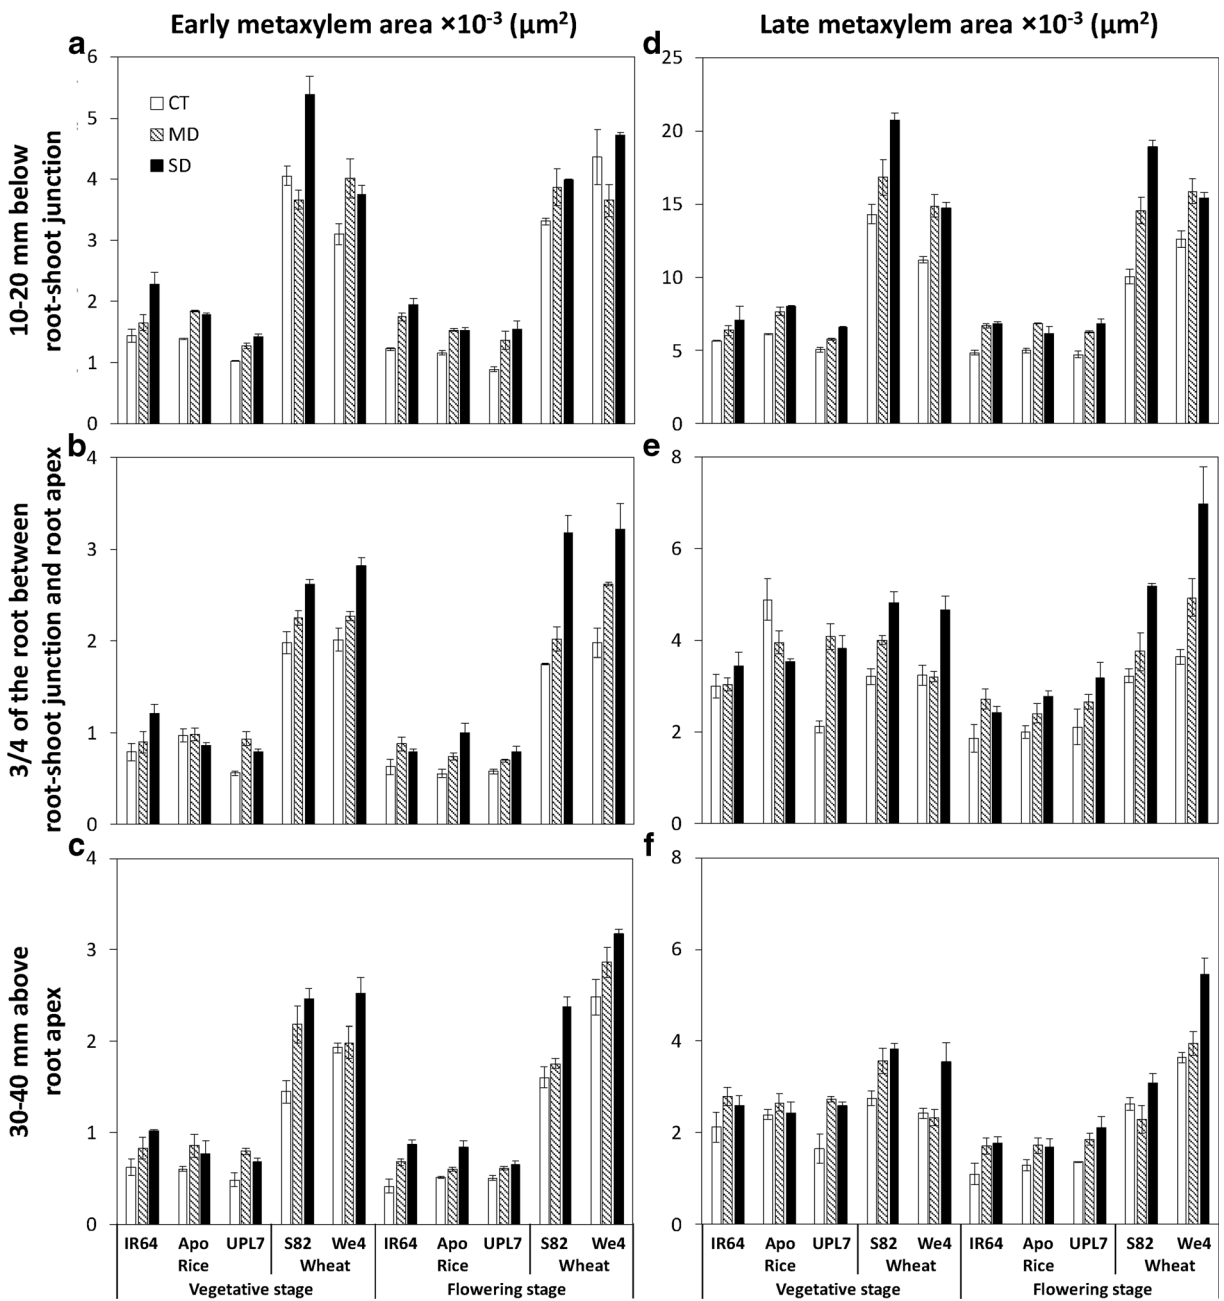 Early metaxylem area ×10⁻³ (µm²)
Late metaxylem area ×10⁻³ (µm²)
10-20 mm below
root-shoot junction
a
6
5
4
3
2
1
0
CT
MD
SD
d
25
20
15
10
5
0
3/4 of the root between
root-shoot junction and root apex
b
4
3
2
1
0
e
8
6
4
2
0
30-40 mm above
root apex
c
4
3
2
1
0
f
8
6
4
2
0
IR64 Apo UPL7 S82 We4 IR64 Apo UPL7 S82 We4
Rice Wheat Rice Wheat
Vegetative stage Flowering stage
IR64 Apo UPL7 S82 We4 IR64 Apo UPL7 S82 We4
Rice Wheat Rice Wheat
Vegetative stage Flowering stage